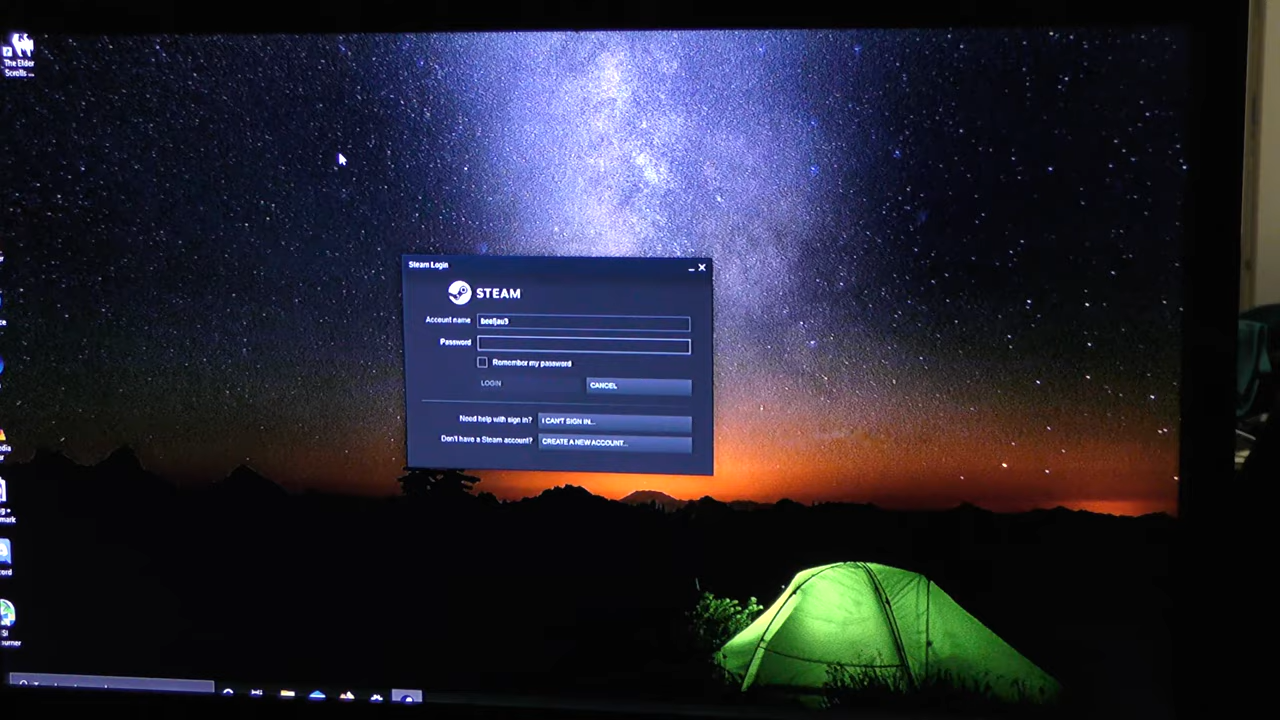 The Elder
Scrolls ...
Steam Login
STEAM
Account name
Password
Remember my password
LOGIN
CANCEL
Need help with sign in?
I CAN'T SIGN IN...
Don't have a Steam account?
CREATE A NEW ACCOUNT...